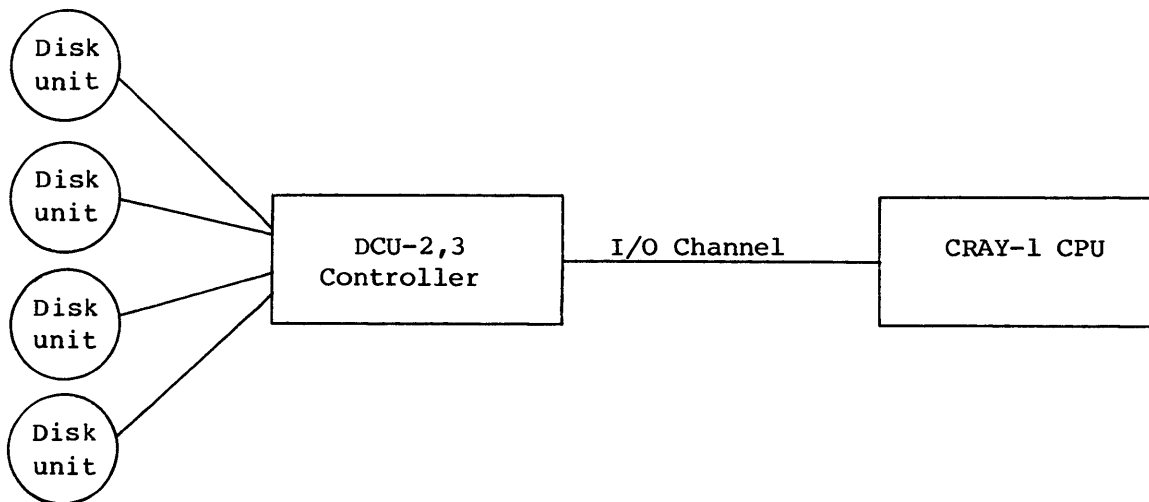 Disk
unit
Disk
unit
Disk
unit
Disk
unit
DCU-2,3
Controller
I/O Channel
CRAY-1 CPU